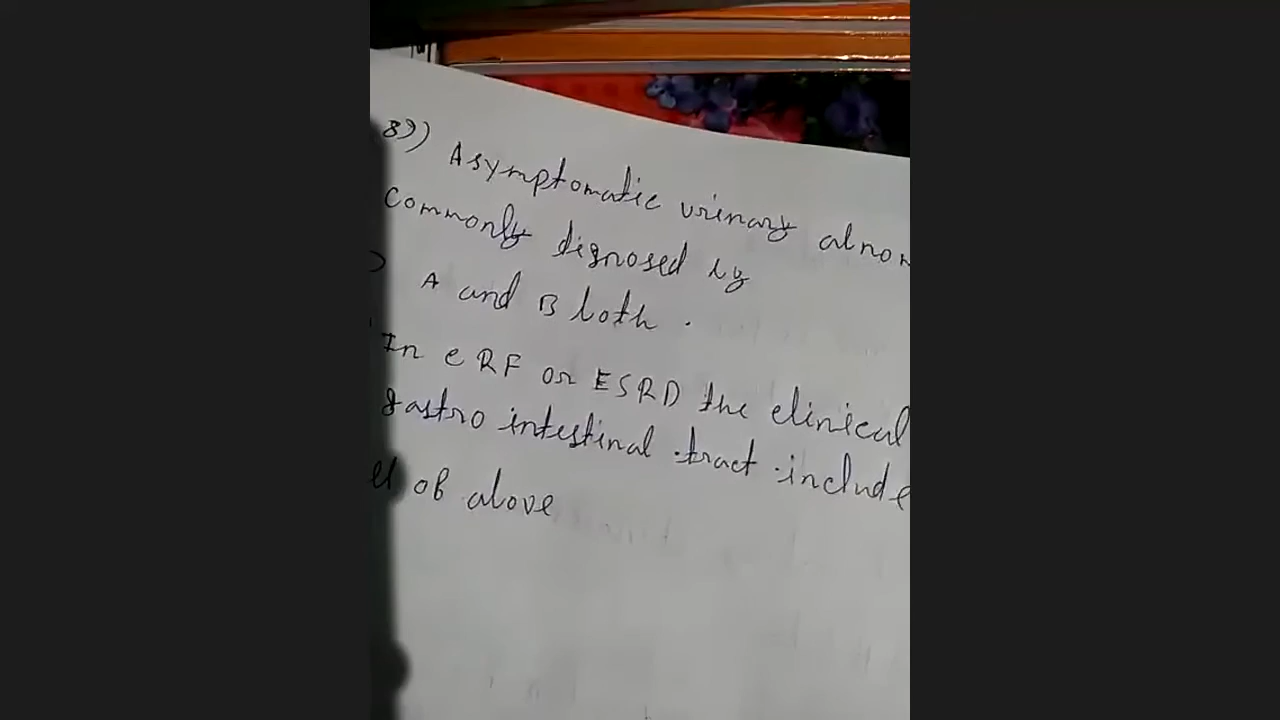 89) Asymptomatic urinary abnor
commonly dignosed by
A and B both .
In CRF or ESRD the clinical
gastro intestinal tract include
of above